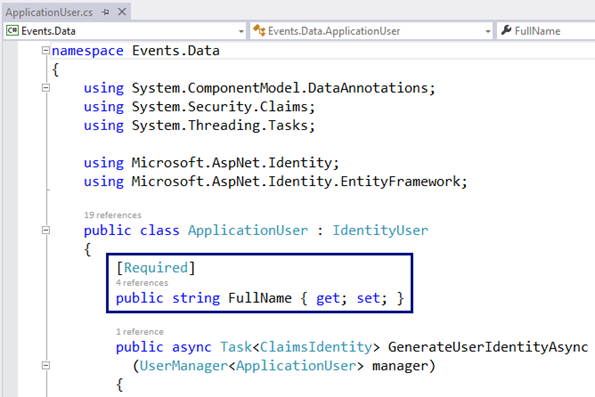 ApplicationUser.cs
C# Events.Data
Events.Data.ApplicationUser
FullName
namespace Events.Data
{
using System.ComponentModel.DataAnnotations;
using System.Security.Claims;
using System.Threading.Tasks;
using Microsoft.AspNet.Identity;
using Microsoft.AspNet.Identity.EntityFramework;
19 references
public class ApplicationUser : IdentityUser
{
[Required]
4 references
public string FullName { get; set; }
1 reference
public async Task<ClaimsIdentity> GenerateUserIdentityAsync
(UserManager<ApplicationUser> manager)
{